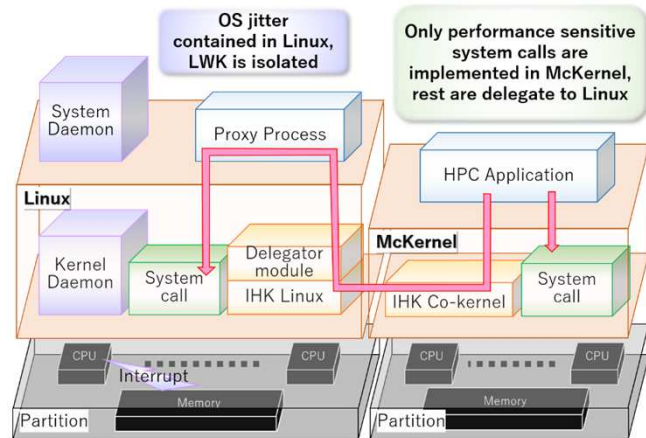 OS jitter
contained in Linux,
LWK is isolated
Only performance sensitive
system calls are
implemented in McKernel,
rest are delegate to Linux
System
Daemon
Proxy Process
HPC Application
Linux
McKernel
Kernel
Daemon
System
call
Delegator
module
IHK Linux
IHK Co-kernel
System
call
CPU
CPU
Interrupt
Memory
Partition
CPU
CPU
Memory
Partition